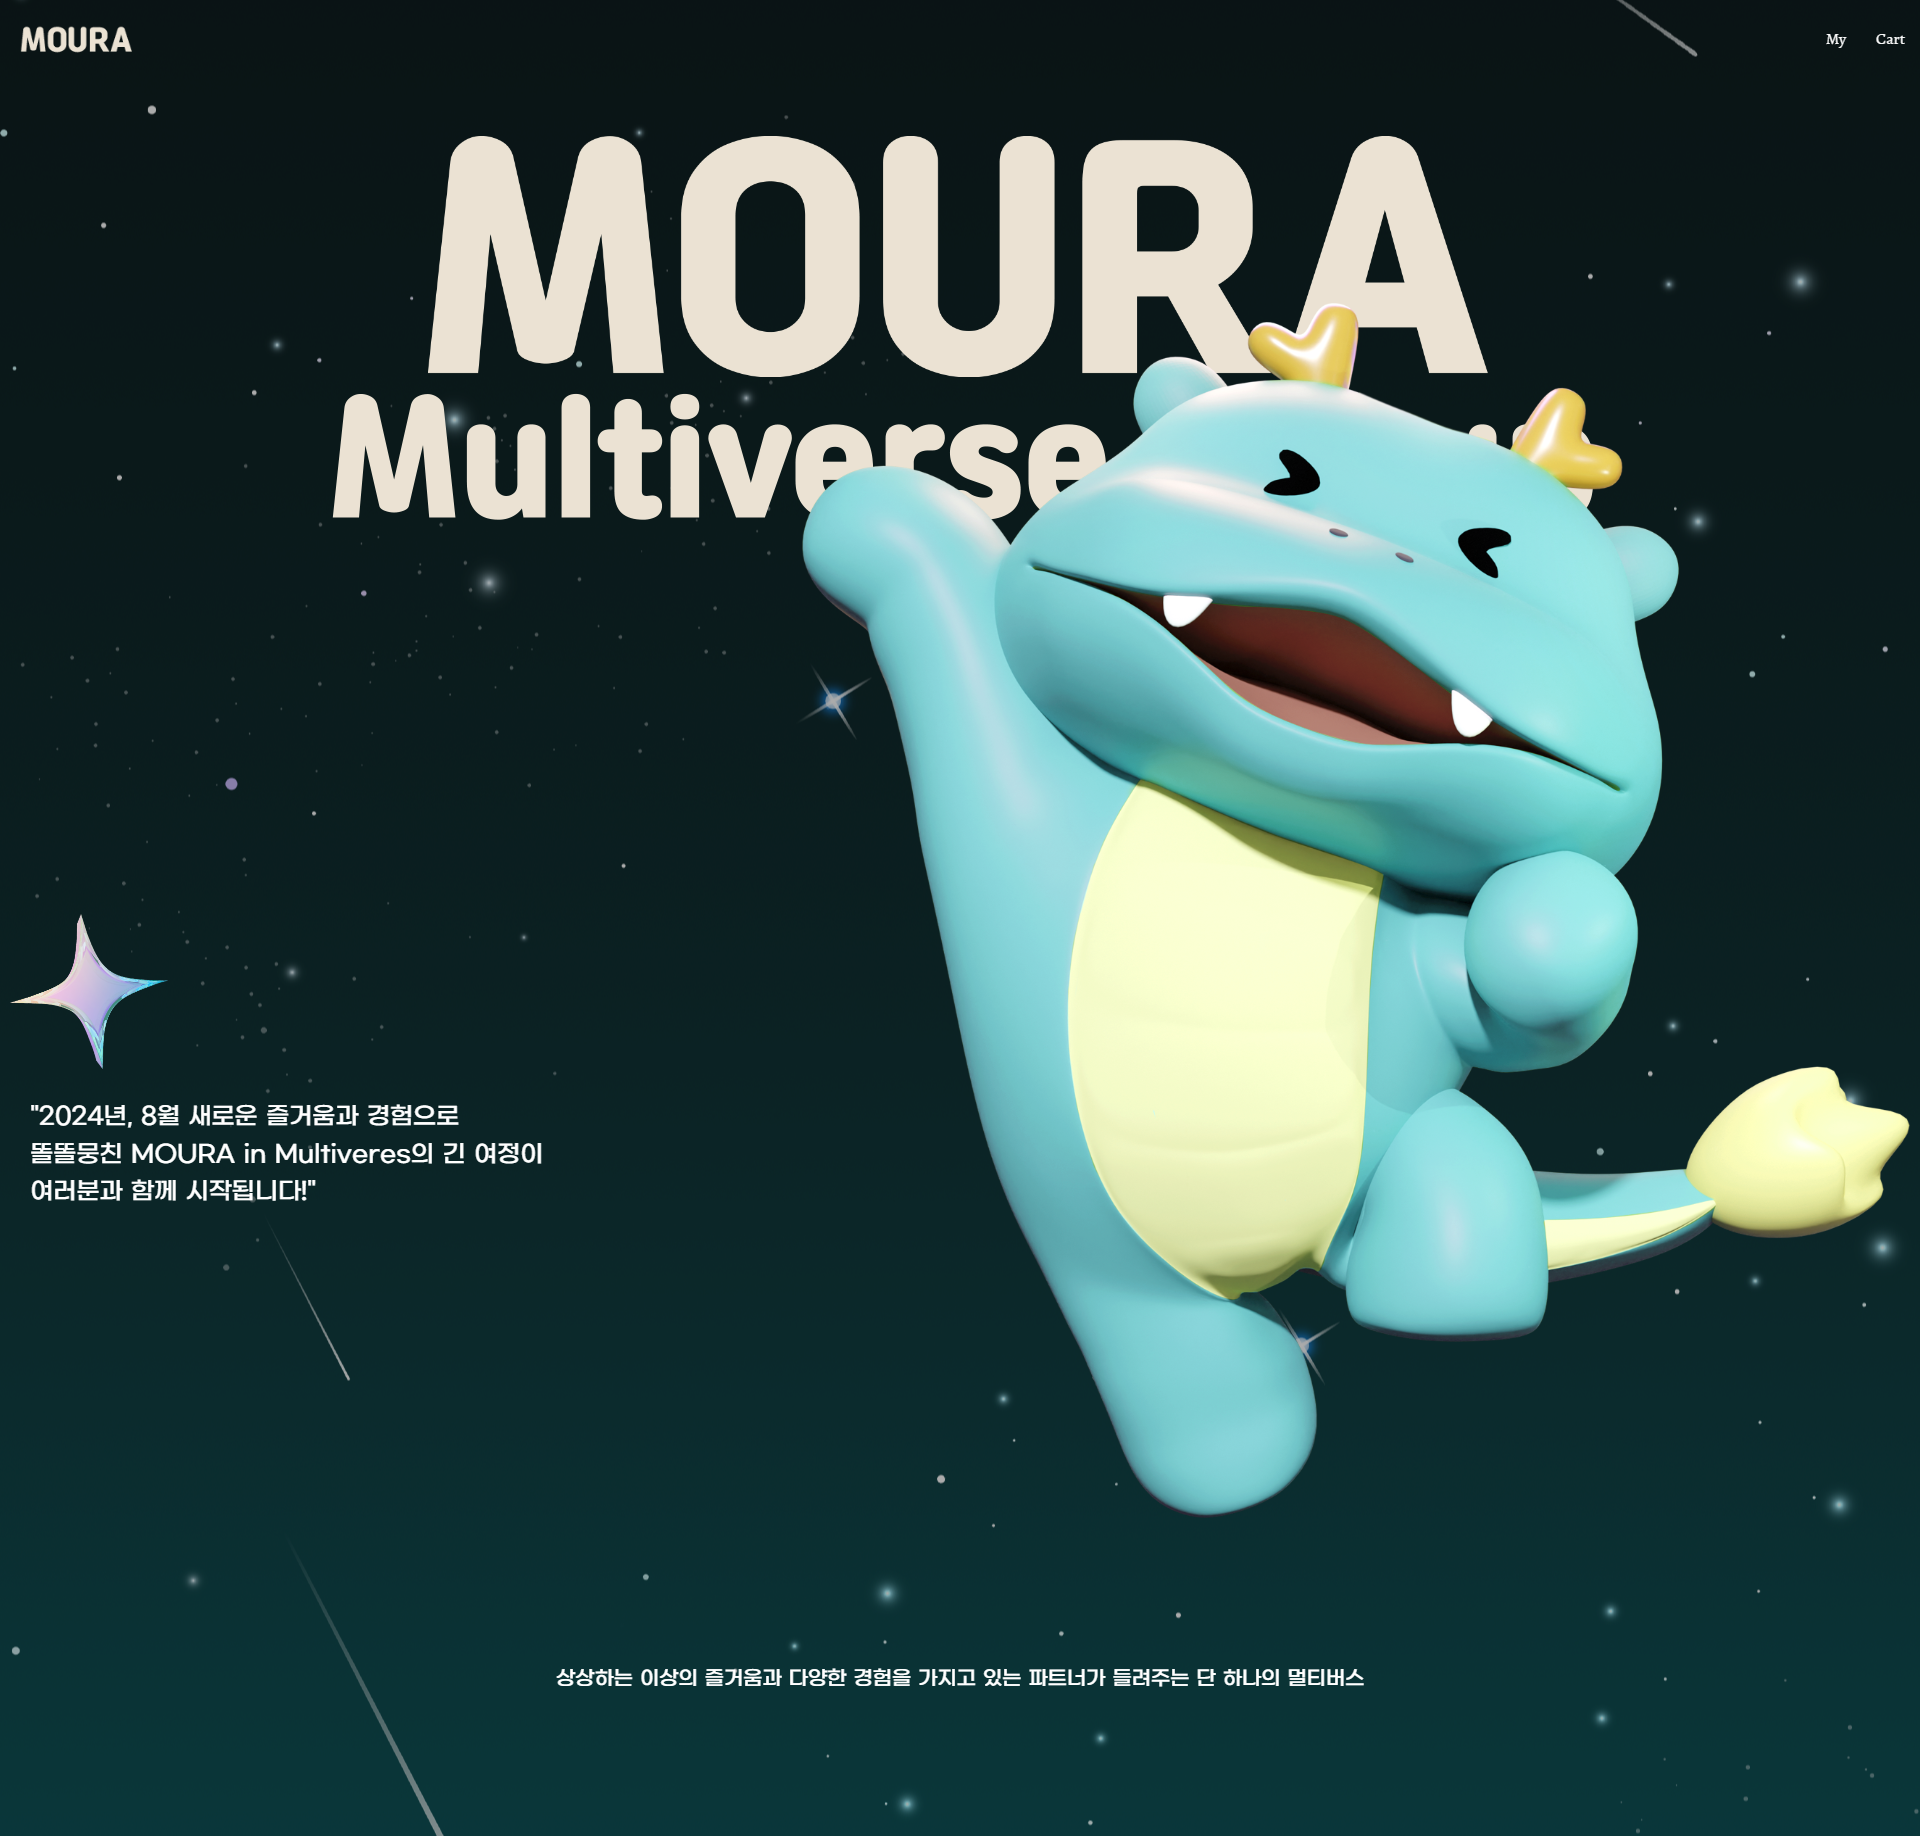 MOURA
My
Cart
MOURA
Multiverse
"2024년, 8월 새로운 즐거움과 경험으로
똘똘뭉친 MOURA in Multiveres의 긴 여정이
여러분과 함께 시작됩니다!"
상상하는 이상의 즐거움과 다양한 경험을 가지고 있는 파트너가 들려주는 단 하나의 멀티버스